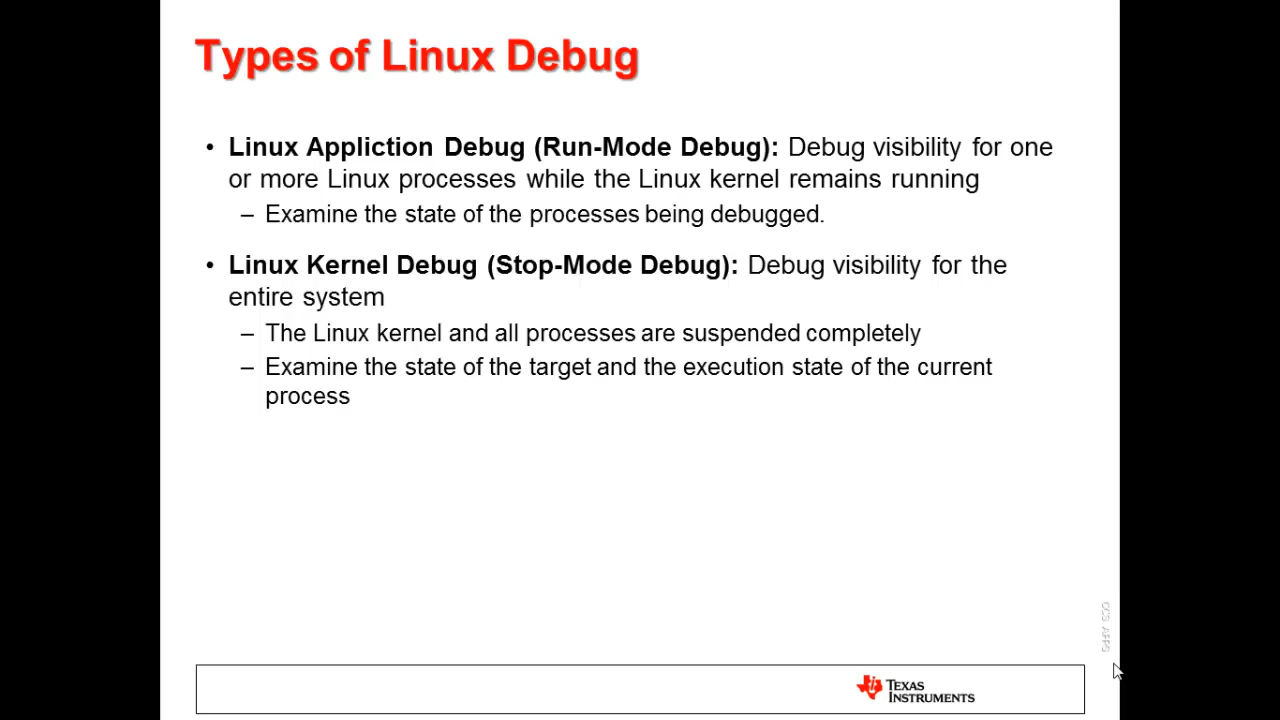 Types of Linux Debug
• Linux Appliction Debug (Run-Mode Debug): Debug visibility for one
or more Linux processes while the Linux kernel remains running
– Examine the state of the processes being debugged.
• Linux Kernel Debug (Stop-Mode Debug): Debug visibility for the
entire system
– The Linux kernel and all processes are suspended completely
– Examine the state of the target and the execution state of the current
process
CCS APPS
TEXAS
INSTRUMENTS